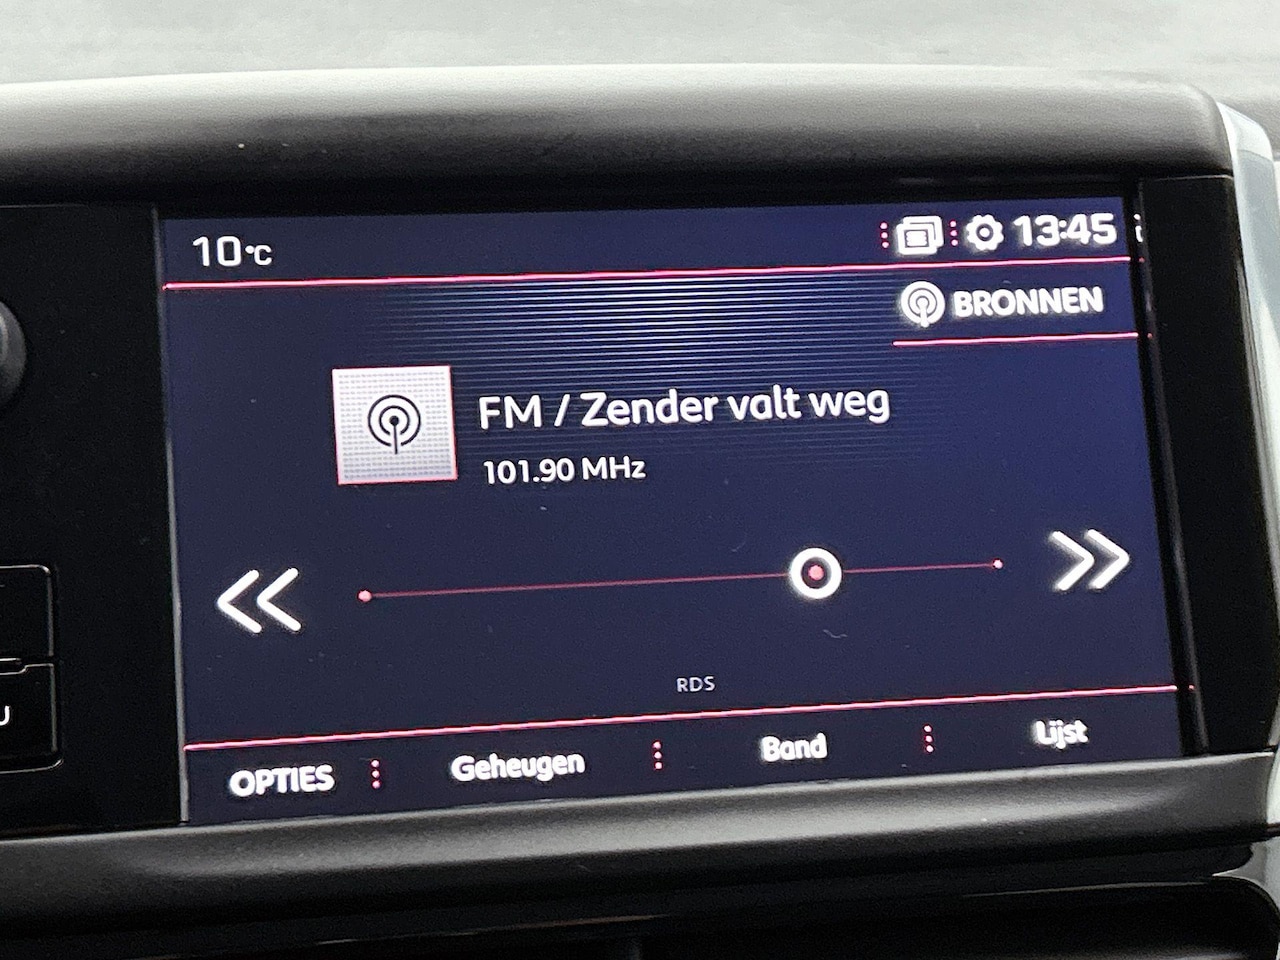 10°C
13:45
BRONNEN
FM / Zender valt weg
101.90 MHz
RDS
OPTIES
Geheugen
Band
Lijst
U